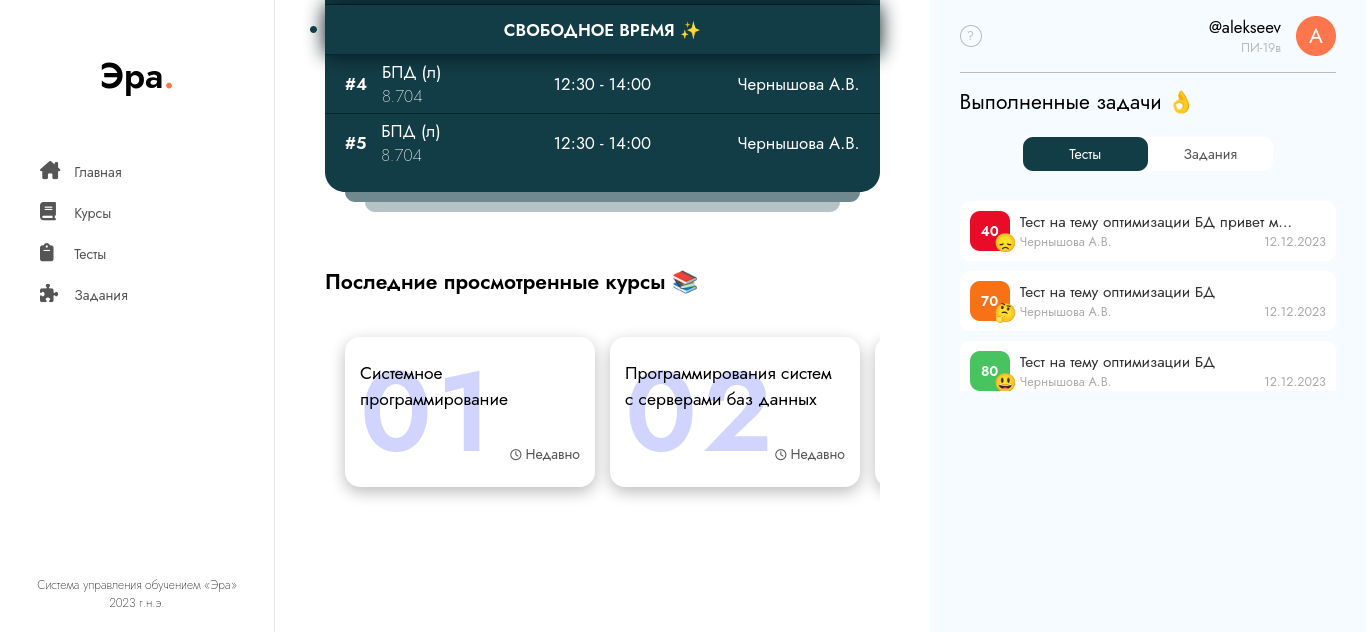 Эра.
Главная
Курсы
Тесты
Задания
Система управления обучением «Эра»
2023 г.н.э.
СВОБОДНОЕ ВРЕМЯ ✨
#4 БПД (л) 12:30 - 14:00 Чернышова А.В.
8.704
#5 БПД (л) 12:30 - 14:00 Чернышова А.В.
8.704
Последние просмотренные курсы 📚
01
Системное
программирование
Недавно
02
Программирования систем
с серверами баз данных
Недавно
?
@alekseev
ПИ-19в
A
Выполненные задачи 👌
Тесты Задания
40 Тест на тему оптимизации БД привет м...
Чернышова А.В. 12.12.2023
70 Тест на тему оптимизации БД
Чернышова А.В. 12.12.2023
80 Тест на тему оптимизации БД
Чернышова А.В. 12.12.2023